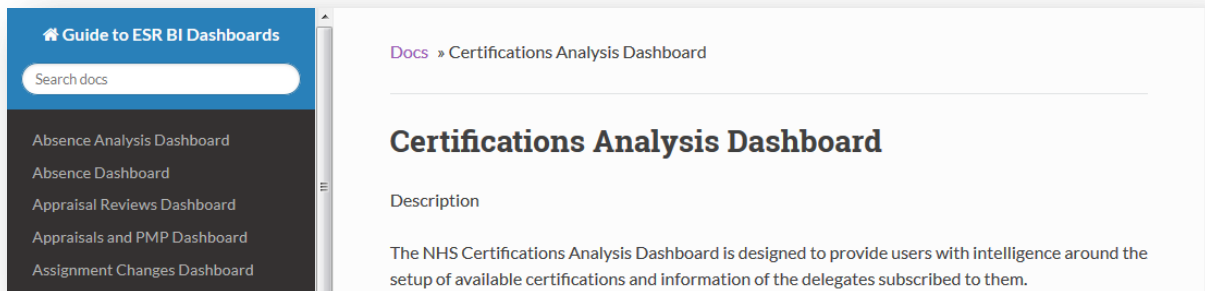 Guide to ESR BI Dashboards
Search docs
Absence Analysis Dashboard
Absence Dashboard
Appraisal Reviews Dashboard
Appraisals and PMP Dashboard
Assignment Changes Dashboard
Docs » Certifications Analysis Dashboard
Certifications Analysis Dashboard
Description
The NHS Certifications Analysis Dashboard is designed to provide users with intelligence around the
setup of available certifications and information of the delegates subscribed to them.